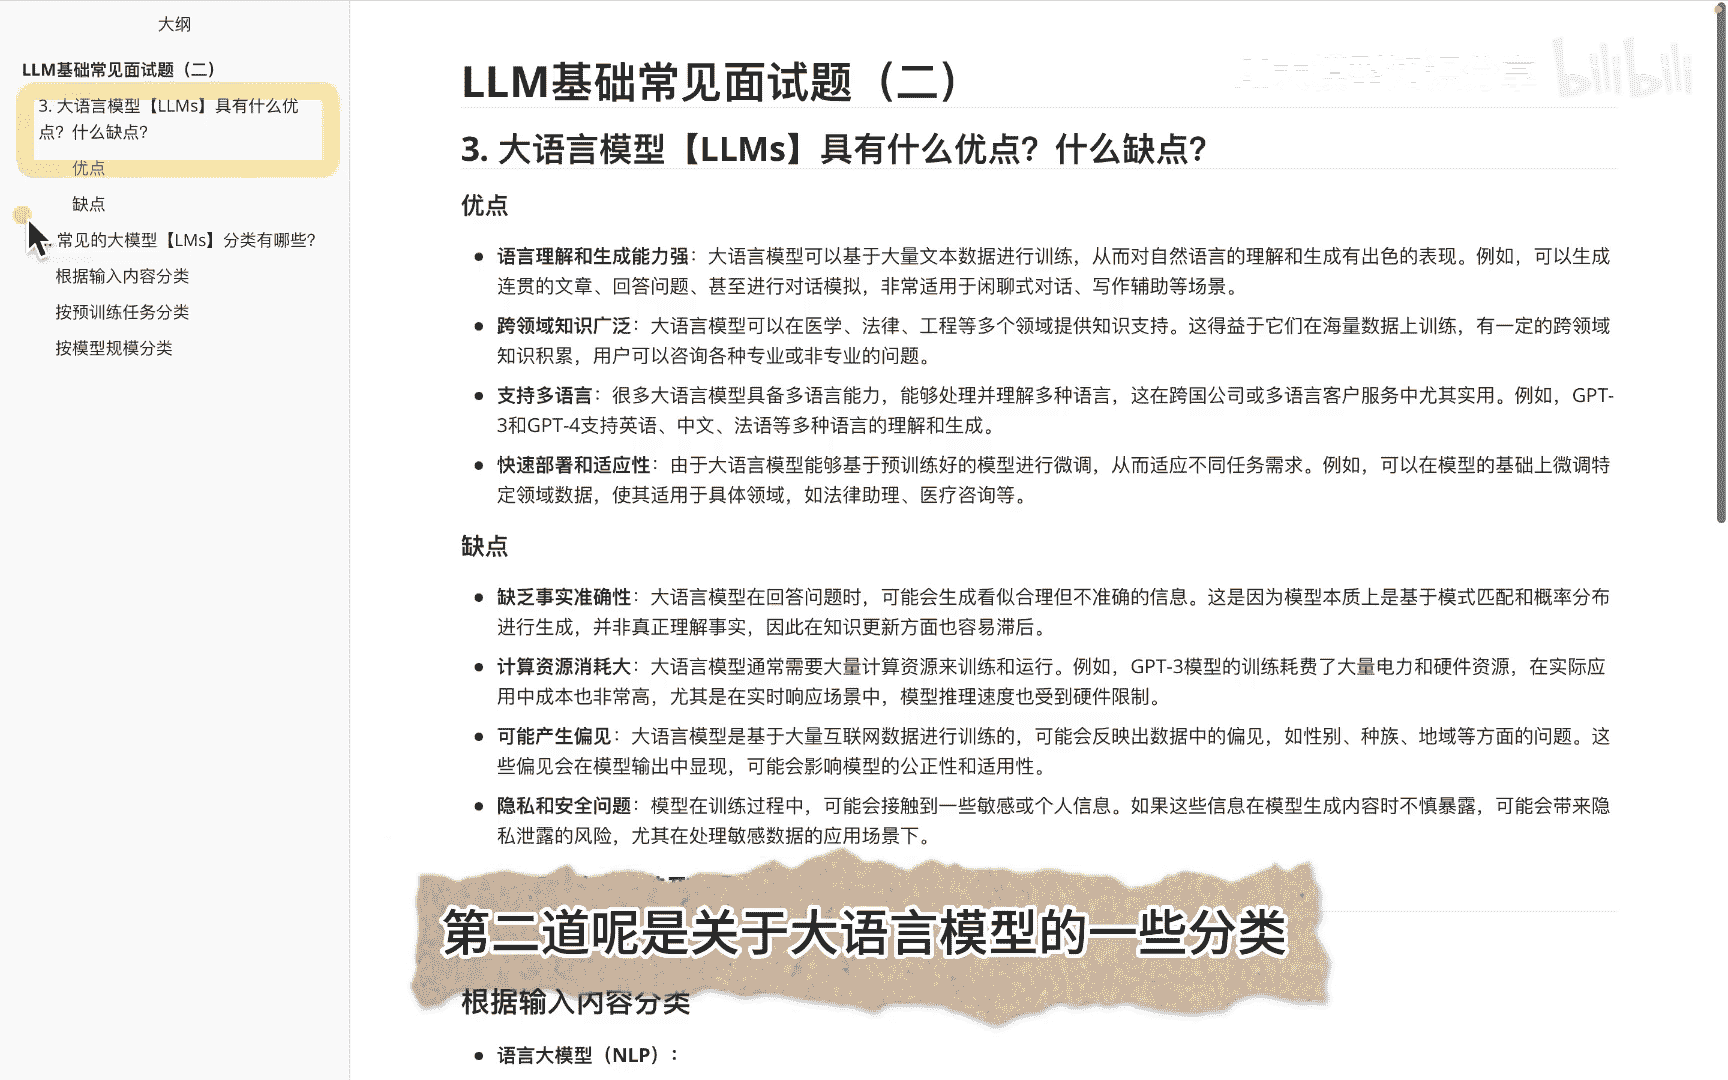 大纲
LLM基础常见面试题（二）
3. 大语言模型【LLMs】具有什么优
点？什么缺点？
优点
缺点
常见的大模型【LMs】分类有哪些？
根据输入内容分类
按预训练任务分类
按模型规模分类
LLM基础常见面试题（二）
bilibili
3. 大语言模型【LLMs】具有什么优点？什么缺点？
优点
• 语言理解和生成能力强：大语言模型可以基于大量文本数据进行训练，从而对自然语言的理解和生成有出色的表现。例如，可以生成
连贯的文章、回答问题、甚至进行对话模拟，非常适用于闲聊式对话、写作辅助等场景。
• 跨领域知识广泛：大语言模型可以在医学、法律、工程等多个领域提供知识支持。这得益于它们在海量数据上训练，有一定的跨领域
知识积累，用户可以咨询各种专业或非专业的问题。
• 支持多语言：很多大语言模型具备多语言能力，能够处理并理解多种语言，这在跨国公司或多语言客户服务中尤其实用。例如，GPT-
3和GPT-4支持英语、中文、法语等多种语言的理解和生成。
• 快速部署和适应性：由于大语言模型能够基于预训练好的模型进行微调，从而适应不同任务需求。例如，可以在模型的基础上微调特
定领域数据，使其适用于具体领域，如法律助理、医疗咨询等。
缺点
• 缺乏事实准确性：大语言模型在回答问题时，可能会生成看似合理但不准确的信息。这是因为模型本质上是基于模式匹配和概率分布
进行生成，并非真正理解事实，因此在知识更新方面也容易滞后。
• 计算资源消耗大：大语言模型通常需要大量计算资源来训练和运行。例如，GPT-3模型的训练耗费了大量电力和硬件资源，在实际应
用中成本也非常高，尤其是在实时响应场景中，模型推理速度也受到硬件限制。
• 可能产生偏见：大语言模型是基于大量互联网数据进行训练的，可能会反映出数据中的偏见，如性别、种族、地域等方面的问题。这
些偏见会在模型输出中显现，可能会影响模型的公正性和适用性。
• 隐私和安全问题：模型在训练过程中，可能会接触到一些敏感或个人信息。如果这些信息在模型生成内容时不慎暴露，可能会带来隐
私泄露的风险，尤其在处理敏感数据的应用场景下。
第二道呢是关于大语言模型的一些分类
根据输入内容分类
• 语言大模型（NLP）：